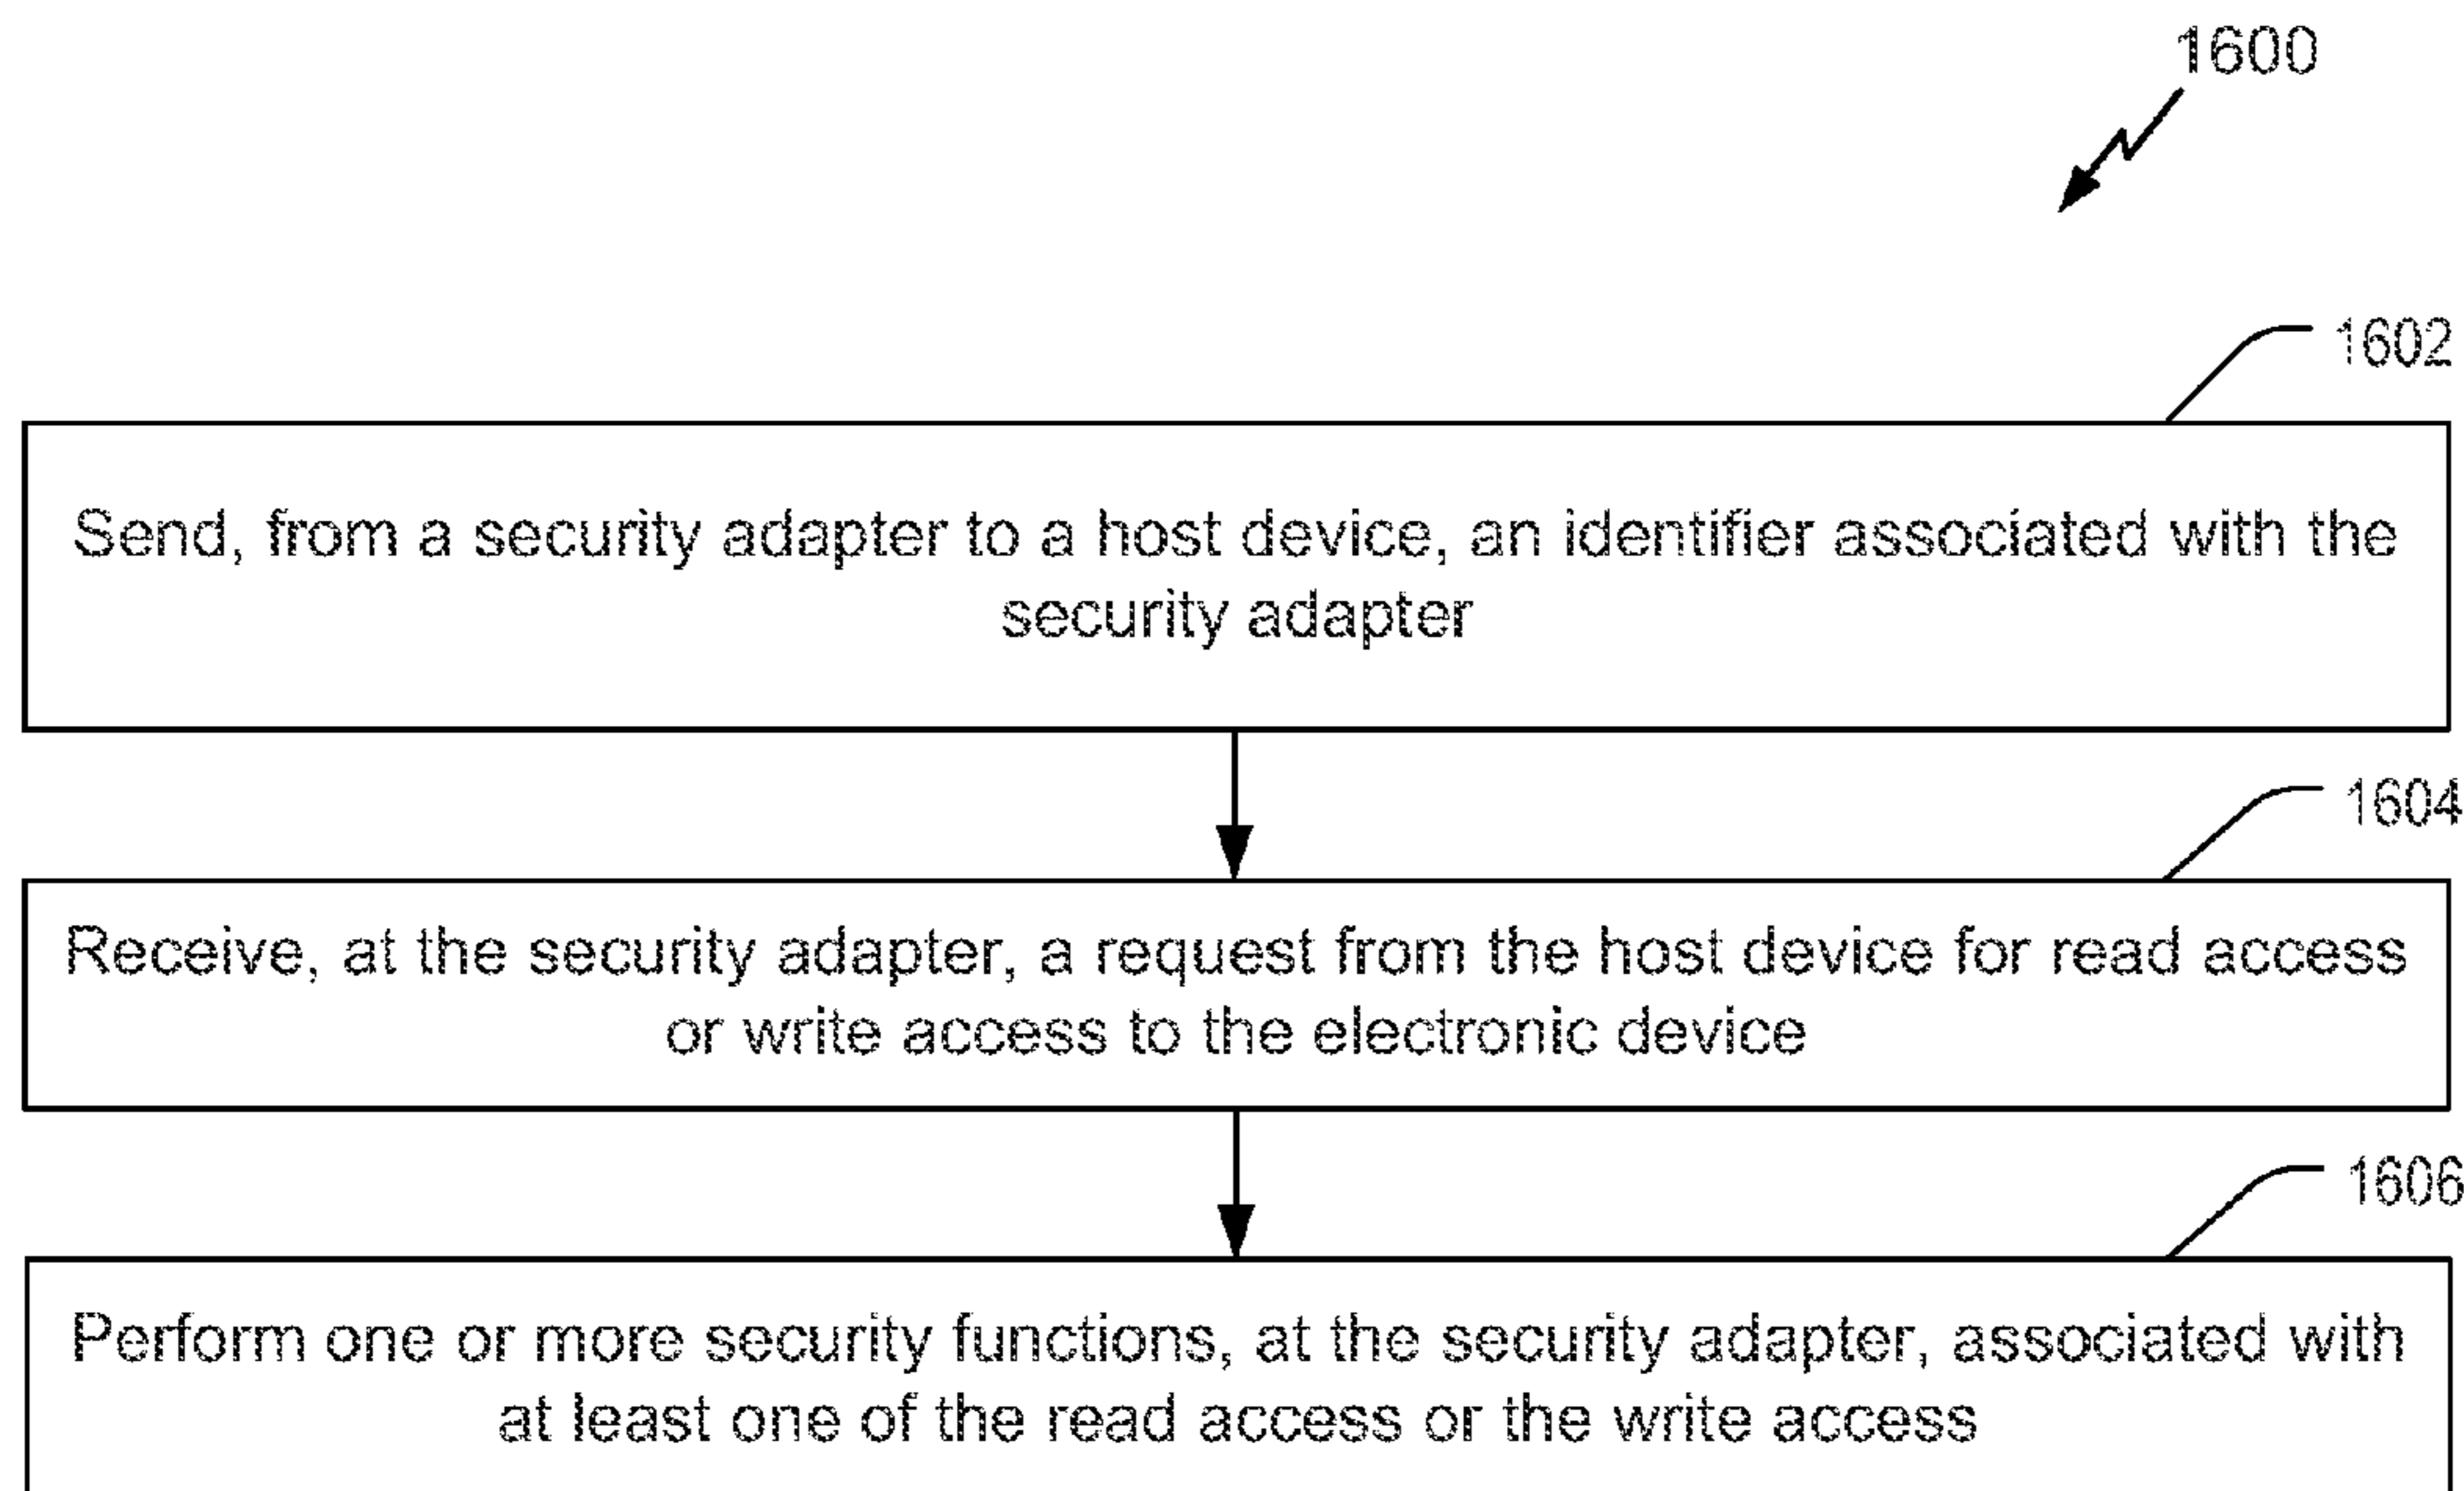 1600
1602
Send, from a security adapter to a host device, an identifier associated with the
security adapter
1604
Receive, at the security adapter, a request from the host device for read access
or write access to the electronic device
1606
Perform one or more security functions, at the security adapter, associated with
at least one of the read access or the write access